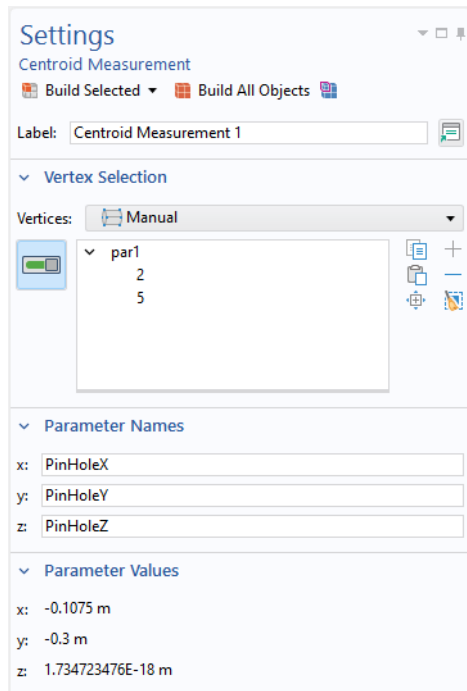 Settings
Centroid Measurement
Build Selected Build All Objects
Label: Centroid Measurement 1
Vertex Selection
Vertices: Manual
par1
2
5
Parameter Names
x: PinHoleX
y: PinHoleY
z: PinHoleZ
Parameter Values
x: -0.1075 m
y: -0.3 m
z: 1.734723476E-18 m